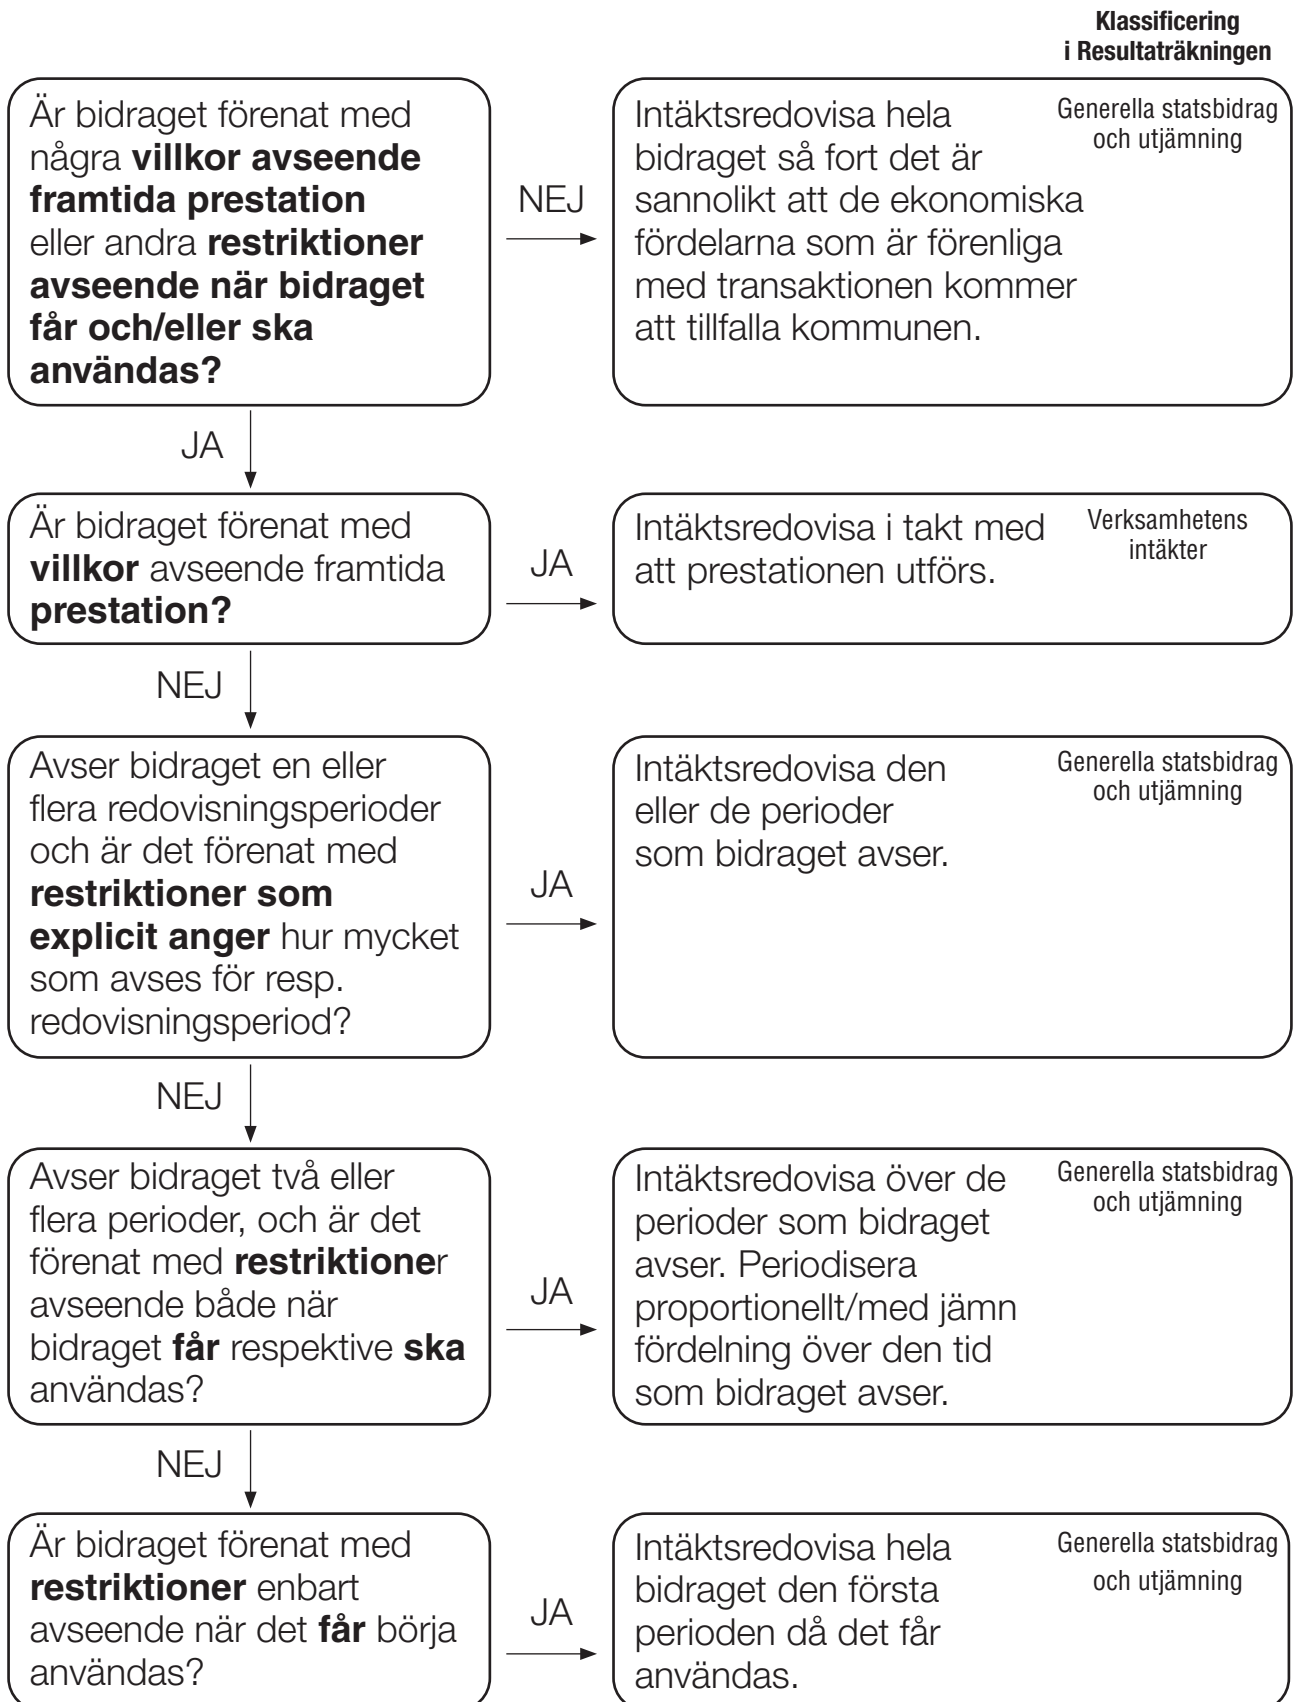 Klassificering
i Resultaträkningen
Är bidraget förenat med
några villkor avseende
framtida prestation
eller andra restriktioner
avseende när bidraget
får och/eller ska
användas?
NEJ
Intäktsredovisa hela
bidraget så fort det är
sannolikt att de ekonomiska
fördelarna som är förenliga
med transaktionen kommer
att tillfalla kommunen.
Generella statsbidrag
och utjämning
JA
Är bidraget förenat med
villkor avseende framtida
prestation?
JA
Intäktsredovisa i takt med
att prestationen utförs.
Verksamhetens
intäkter
NEJ
Avser bidraget en eller
flera redovisningsperioder
och är det förenat med
restriktioner som
explicit anger hur mycket
som avses för resp.
redovisningsperiod?
JA
Intäktsredovisa den
eller de perioder
som bidraget avser.
Generella statsbidrag
och utjämning
NEJ
Avser bidraget två eller
flera perioder, och är det
förenat med restriktioner
avseende både när
bidraget får respektive ska
användas?
JA
Intäktsredovisa över de
perioder som bidraget
avser. Periodisera
proportionellt/med jämn
fördelning över den tid
som bidraget avser.
Generella statsbidrag
och utjämning
NEJ
Är bidraget förenat med
restriktioner enbart
avseende när det får börja
användas?
JA
Intäktsredovisa hela
bidraget den första
perioden då det får
användas.
Generella statsbidrag
och utjämning